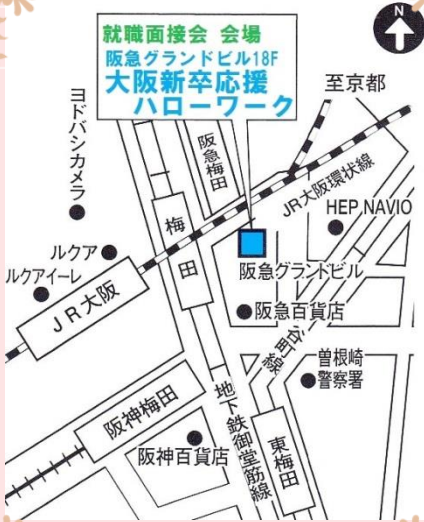 就職面接会 会場
阪急グランドビル18F
大阪新卒応援
ハローワーク
N
至京都
ヨドバシカメラ
阪急梅田
JR大阪環状線
梅田
HEP NAVIO
ルクア
ルクアイーレ
阪急グランドビル
JR大阪
阪急百貨店
谷町線
曽根崎
警察署
阪神梅田
地下鉄御堂筋線
阪神百貨店
東梅田